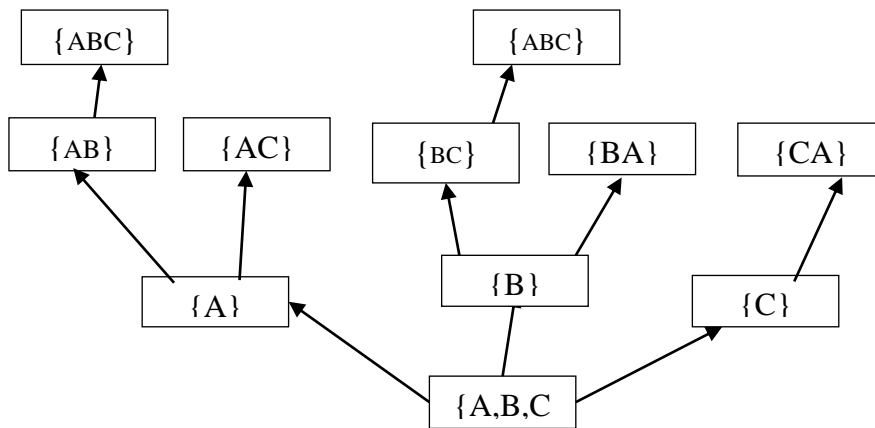 {ABC}
{ABC}
{AB}
{AC}
{BC}
{BA}
{CA}
{A}
{B}
{C}
{A,B,C